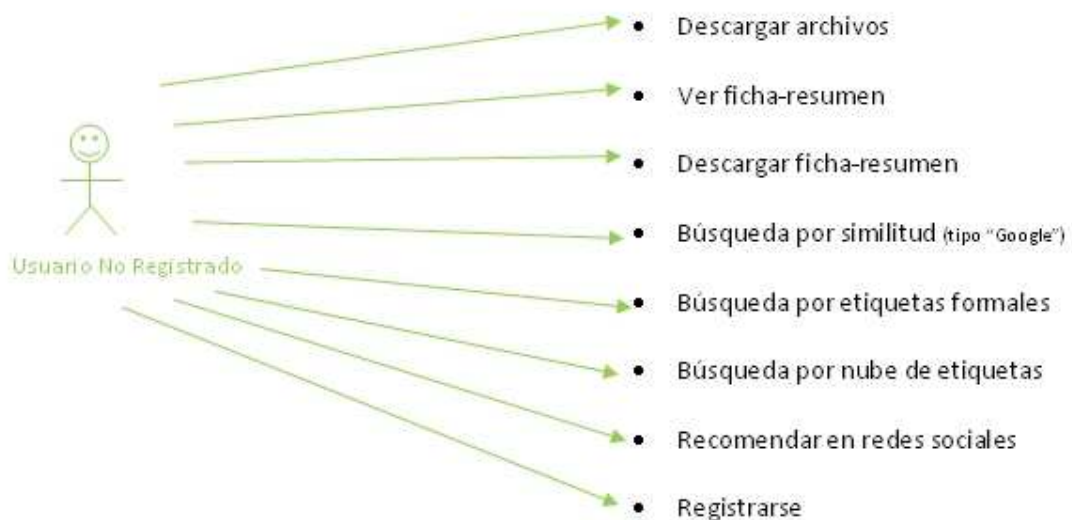 Descargar archivos
Ver ficha-resumen
Descargar ficha-resumen
Búsqueda por similitud (tipo "Google")
Usuario No Registrado
Búsqueda por etiquetas formales
Búsqueda por nube de etiquetas
Recomendar en redes sociales
Registrarse